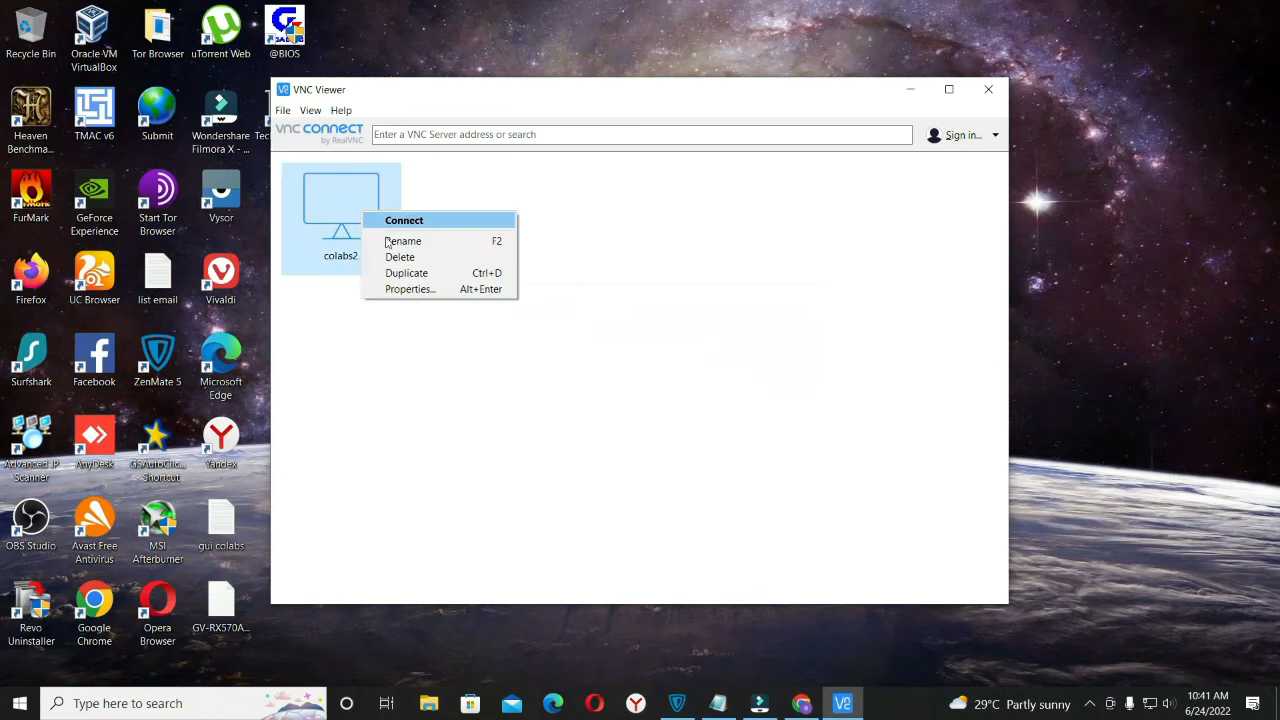 Recycle Bin
Oracle VM
VirtualBox
Tor Browser
uTorrent Web
@BIOS
Heaven
Benchma...
TMAC v6
Submit
Wondershare
Filmora X - ...
Tec
FurMark
GeForce
Experience
Start Tor
Browser
Vysor
Firefox
UC Browser
list email
Vivaldi
Surfshark
Facebook
ZenMate 5
Microsoft
Edge
Advanced IP
Scanner
AnyDesk
GSAutoClic...
- Shortcut
Yandex
OBS Studio
Avast Free
Antivirus
MSI
Afterburner
gui colabs
Revo
Uninstaller
Google
Chrome
Opera
Browser
GV-RX570A...
VNC Viewer
File View Help
vnc connect
by RealVNC
Enter a VNC Server address or search
Sign in...
colabs2
Connect
Rename F2
Delete
Duplicate Ctrl+D
Properties... Alt+Enter
Type here to search
29°C Partly sunny
10:41 AM
6/24/2022